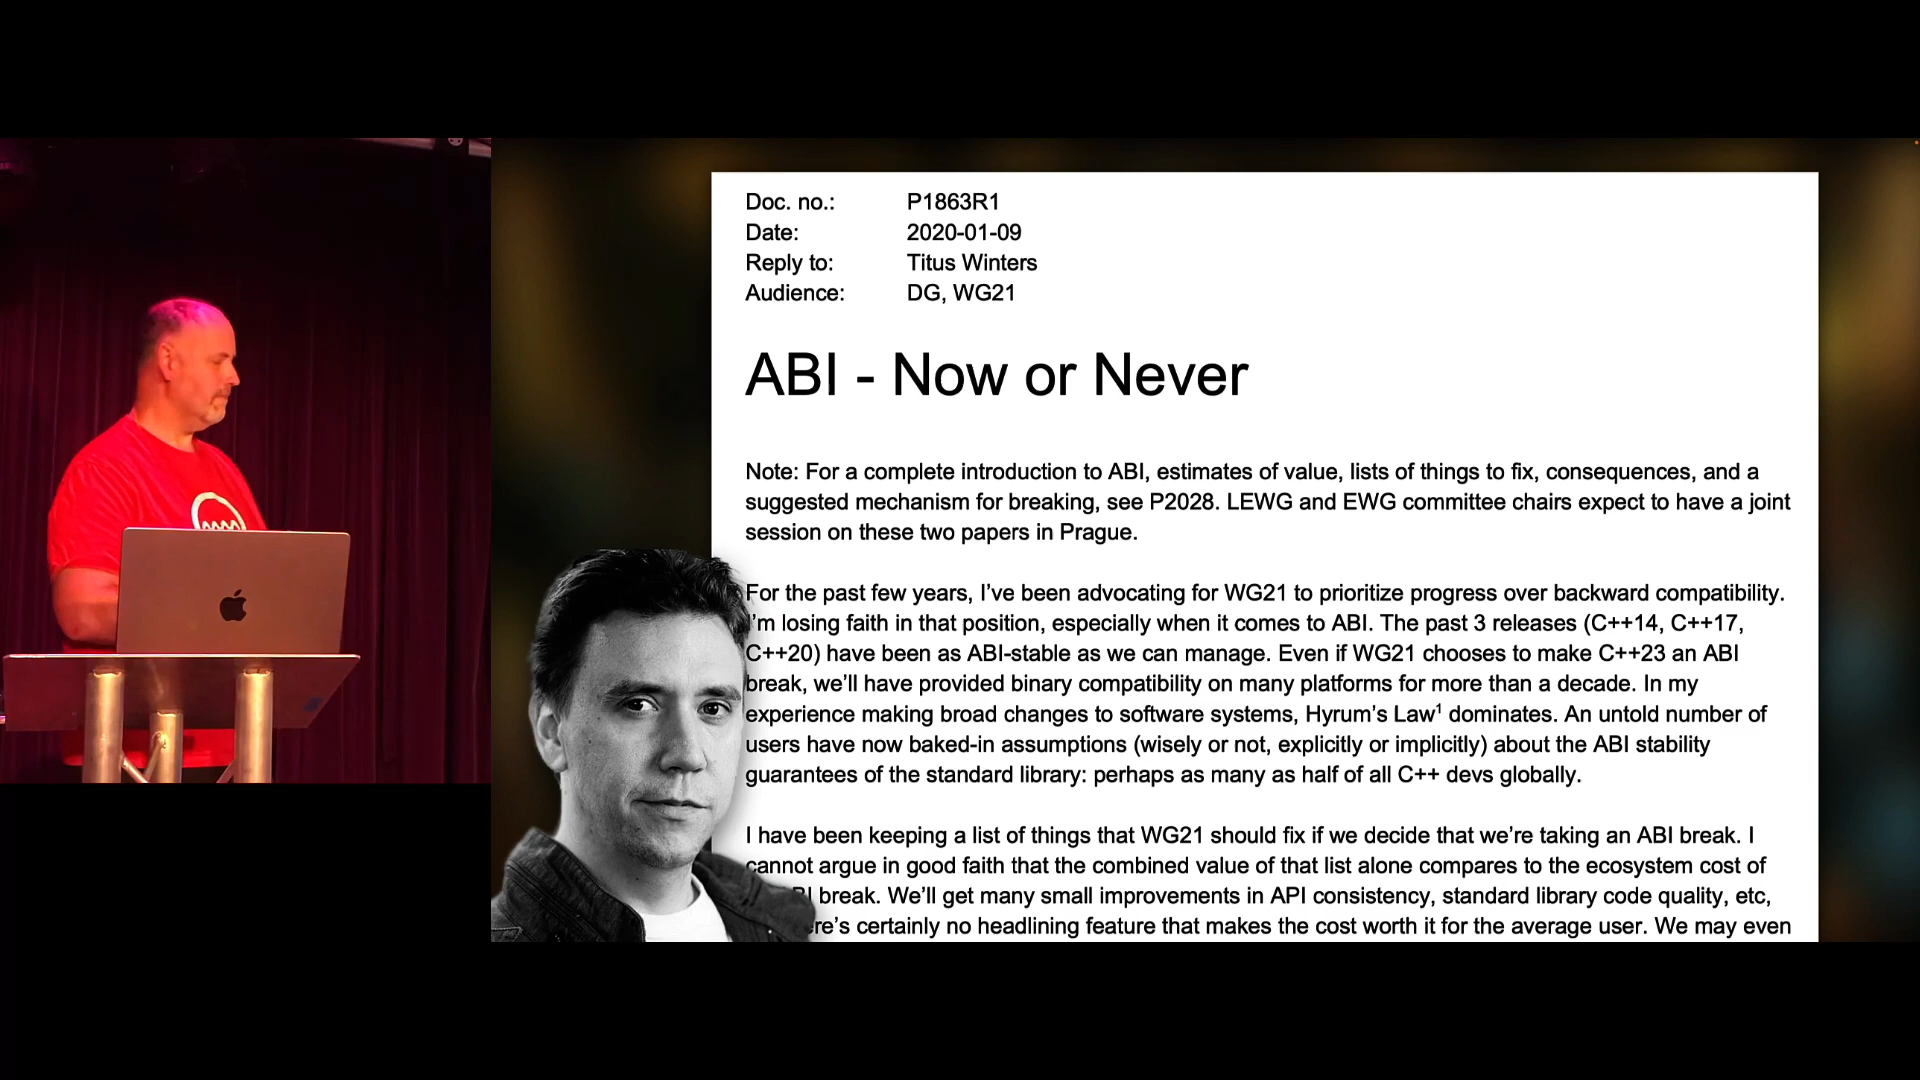 Doc. no.: P1863R1
Date: 2020-01-09
Reply to: Titus Winters
Audience: DG, WG21
ABI - Now or Never
Note: For a complete introduction to ABI, estimates of value, lists of things to fix, consequences, and a
suggested mechanism for breaking, see P2028. LEWG and EWG committee chairs expect to have a joint
session on these two papers in Prague.
For the past few years, I've been advocating for WG21 to prioritize progress over backward compatibility.
I'm losing faith in that position, especially when it comes to ABI. The past 3 releases (C++14, C++17,
C++20) have been as ABI-stable as we can manage. Even if WG21 chooses to make C++23 an ABI
break, we'll have provided binary compatibility on many platforms for more than a decade. In my
experience making broad changes to software systems, Hyrum's Law¹ dominates. An untold number of
users have now baked-in assumptions (wisely or not, explicitly or implicitly) about the ABI stability
guarantees of the standard library: perhaps as many as half of all C++ devs globally.
I have been keeping a list of things that WG21 should fix if we decide that we're taking an ABI break. I
cannot argue in good faith that the combined value of that list alone compares to the ecosystem cost of
break. We'll get many small improvements in API consistency, standard library code quality, etc,
certainly no headlining feature that makes the cost worth it for the average user. We may even